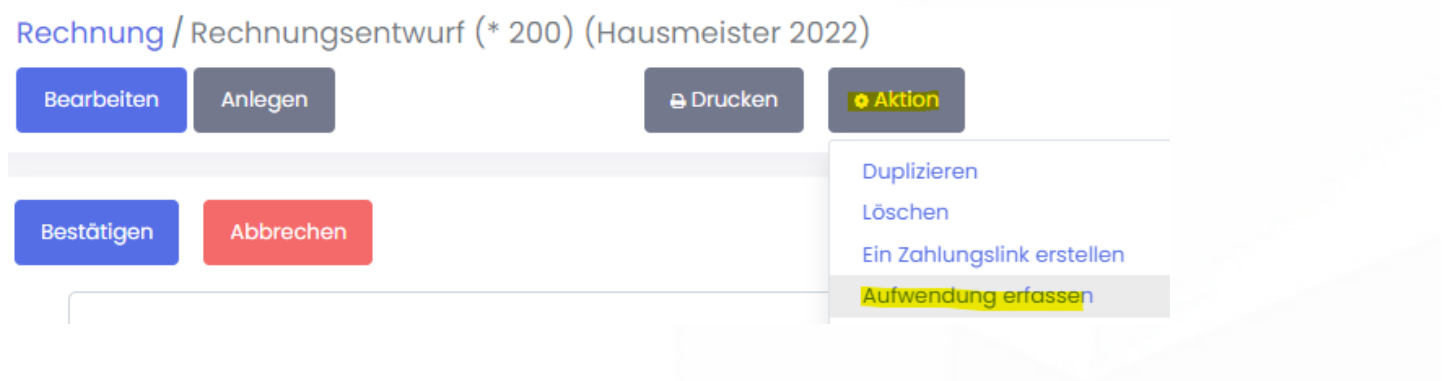 Rechnung / Rechnungsentwurf (* 200) (Hausmeister 2022)
Bearbeiten Anlegen Drucken Aktion
Duplizieren
Löschen
Bestätigen Abbrechen
Ein Zahlungslink erstellen
Aufwendung erfassen